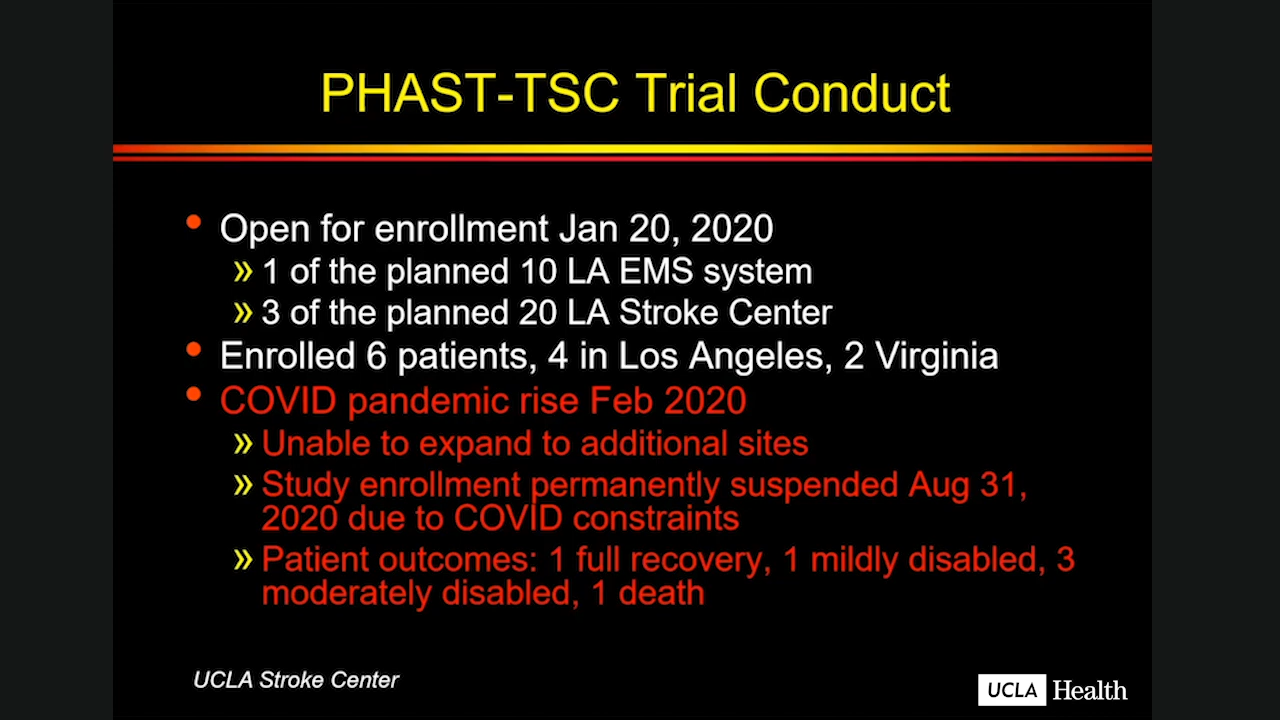 PHAST-TSC Trial Conduct
• Open for enrollment Jan 20, 2020
» 1 of the planned 10 LA EMS system
» 3 of the planned 20 LA Stroke Center
• Enrolled 6 patients, 4 in Los Angeles, 2 Virginia
• COVID pandemic rise Feb 2020
» Unable to expand to additional sites
» Study enrollment permanently suspended Aug 31,
2020 due to COVID constraints
» Patient outcomes: 1 full recovery, 1 mildly disabled, 3
moderately disabled, 1 death
UCLA Stroke Center
UCLA Health